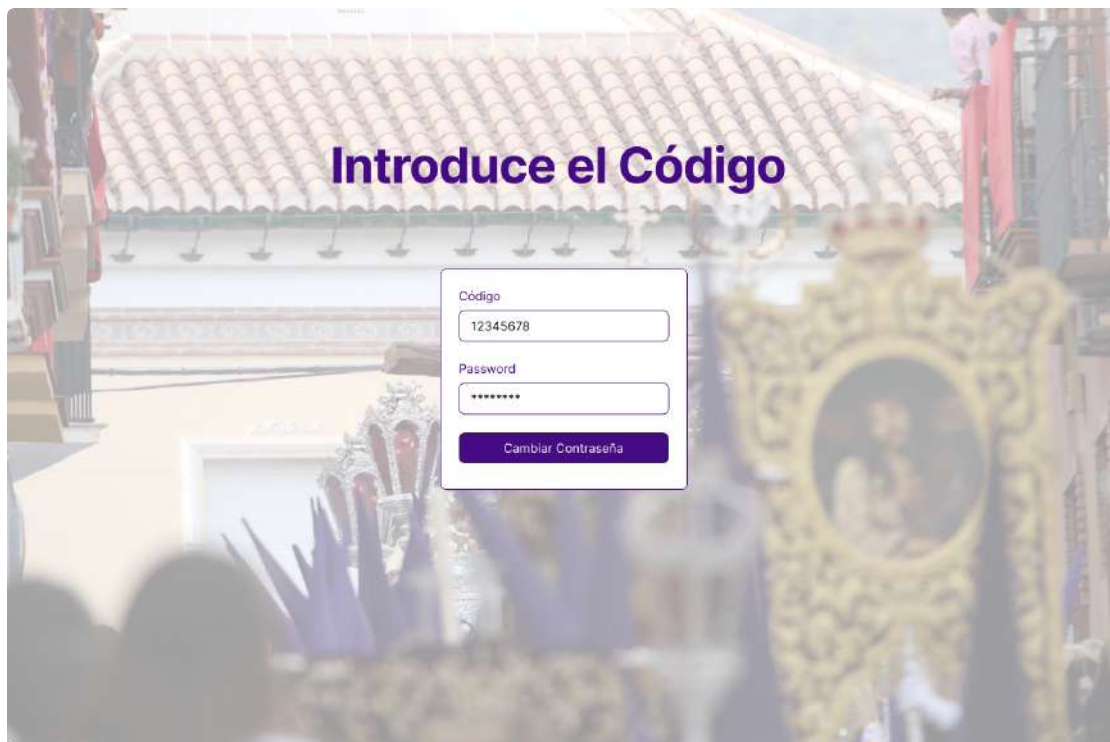 Introduce el Código
Código
12345678
Password
********
Cambiar Contraseña